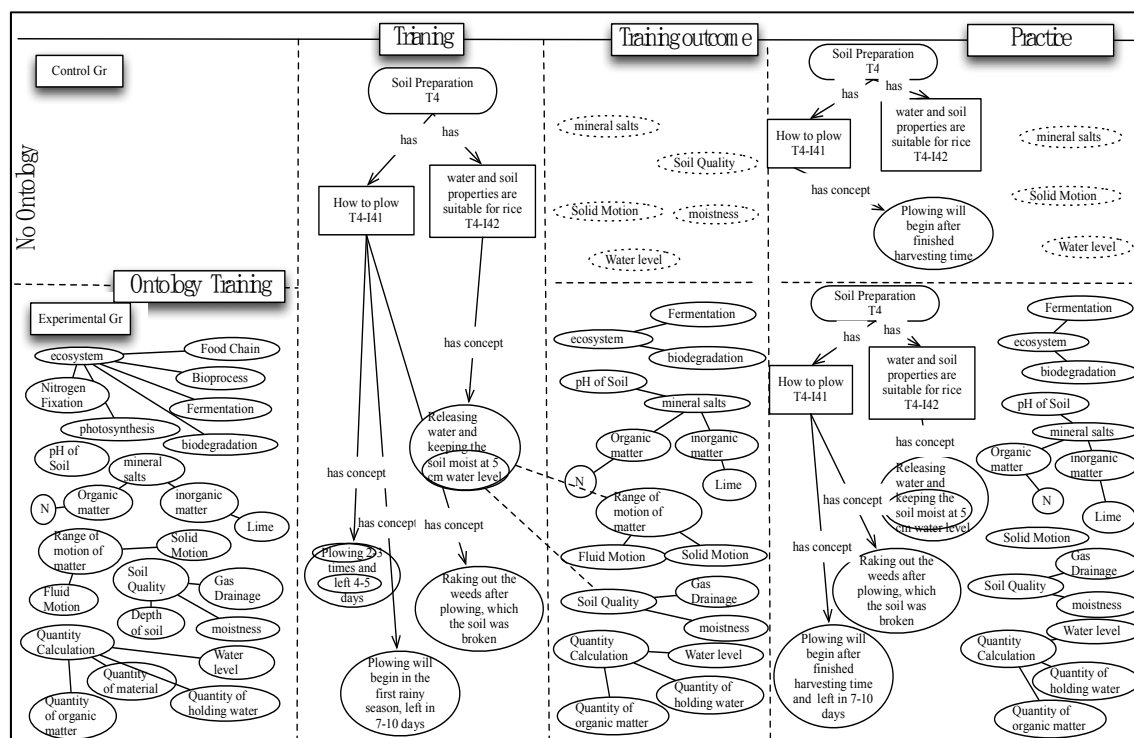 Trianing
Training outcome
Practice
Control Gr
No Ontology
Soil Preparation
T4
has
has
How to plow
T4-I41
water and soil
properties are
suitable for rice
T4-I42
mineral salts
Soil Quality
Solid Motion
moistness
Water level
Soil Preparation
T4
has
has
How to plow
T4-I41
water and soil
properties are
suitable for rice
T4-I42
has concept
Plowing will
begin after
finished
harvesting time
mineral salts
Solid Motion
Water level
Ontology Training
Experimental Gr
ecosystem
Food Chain
Bioprocess
Nitrogen
Fixation
Fermentation
photosynthesis
biodegradation
pH of
Soil
mineral
salts
N
Organic
matter
inorganic
matter
Lime
Range of
motion of
matter
Solid
Motion
Fluid
Motion
Soil
Quality
Gas
Drainage
Depth
of soil
moistness
Quantity
Calculation
Water
level
Quantity
of material
Quantity of
holding water
Quantity
of organic
matter
has concept
Releasing
water and
keeping the
soil moist at 5
cm water level
has concept
has concept
has concept
Plowing 2-3
times and
left 4-5
days
Raking out the
weeds after
plowing, which
the soil was
broken
Plowing will
begin in the
first rainy
season, left in
7-10 days
Fermentation
ecosystem
biodegradation
pH of Soil
mineral salts
Organic
matter
inorganic
matter
N
Lime
Range of motion
of matter
Fluid Motion
Solid Motion
Gas
Drainage
Soil Quality
moistness
Quantity
Calculation
Water level
Quantity of
holding water
Quantity
of organic matter
Soil Preparation
T4
has
has
How to plow
T4-I41
water and soil
properties are
suitable for rice
T4-I42
has concept
Releasing
water and
keeping the
soil moist at 5
cm water level
has concept
has concept
Raking out the
weeds after
plowing, which
the soil was
broken
Plowing will
begin after
finished
harvesting time
and left in 7-10
days
Fermentation
ecosystem
biodegradation
pH of Soil
mineral salts
Organic
matter
inorganic
matter
N
Lime
Solid Motion
Gas
Drainage
Soil Quality
moistness
Quantity
Calculation
Water level
Quantity of
holding water
Quantity of
organic matter